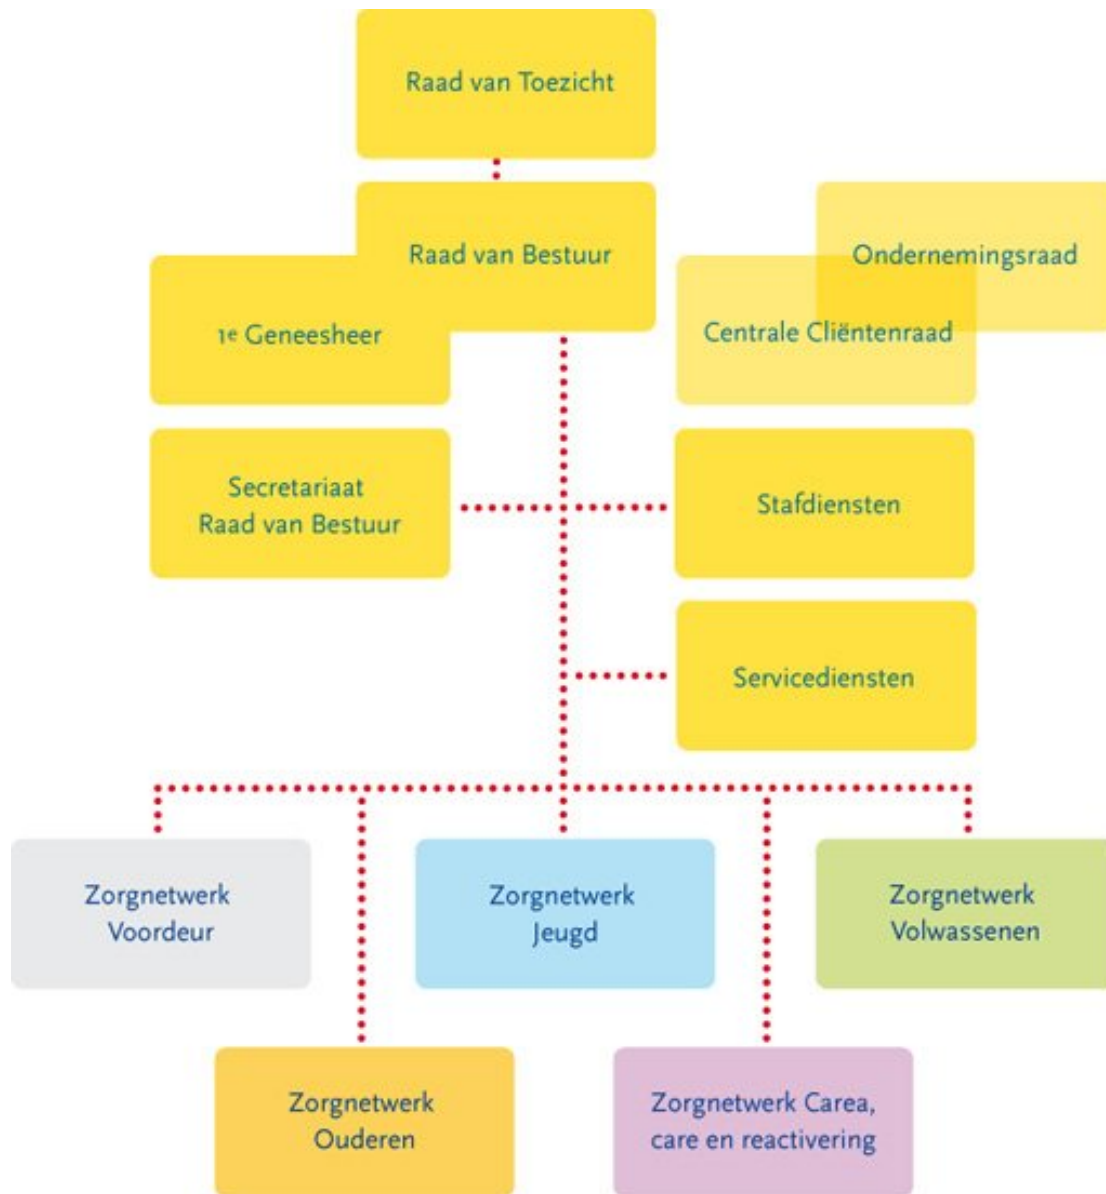 Raad van Toezicht
Raad van Bestuur
Ondernemingsraad
1e Geneesheer
Centrale Cliëntenraad
Secretariaat
Raad van Bestuur
Stafdiensten
Servicediensten
Zorgnetwerk
Voordeur
Zorgnetwerk
Jeugd
Zorgnetwerk
Volwassenen
Zorgnetwerk
Ouderen
Zorgnetwerk Carea,
care en reactivering